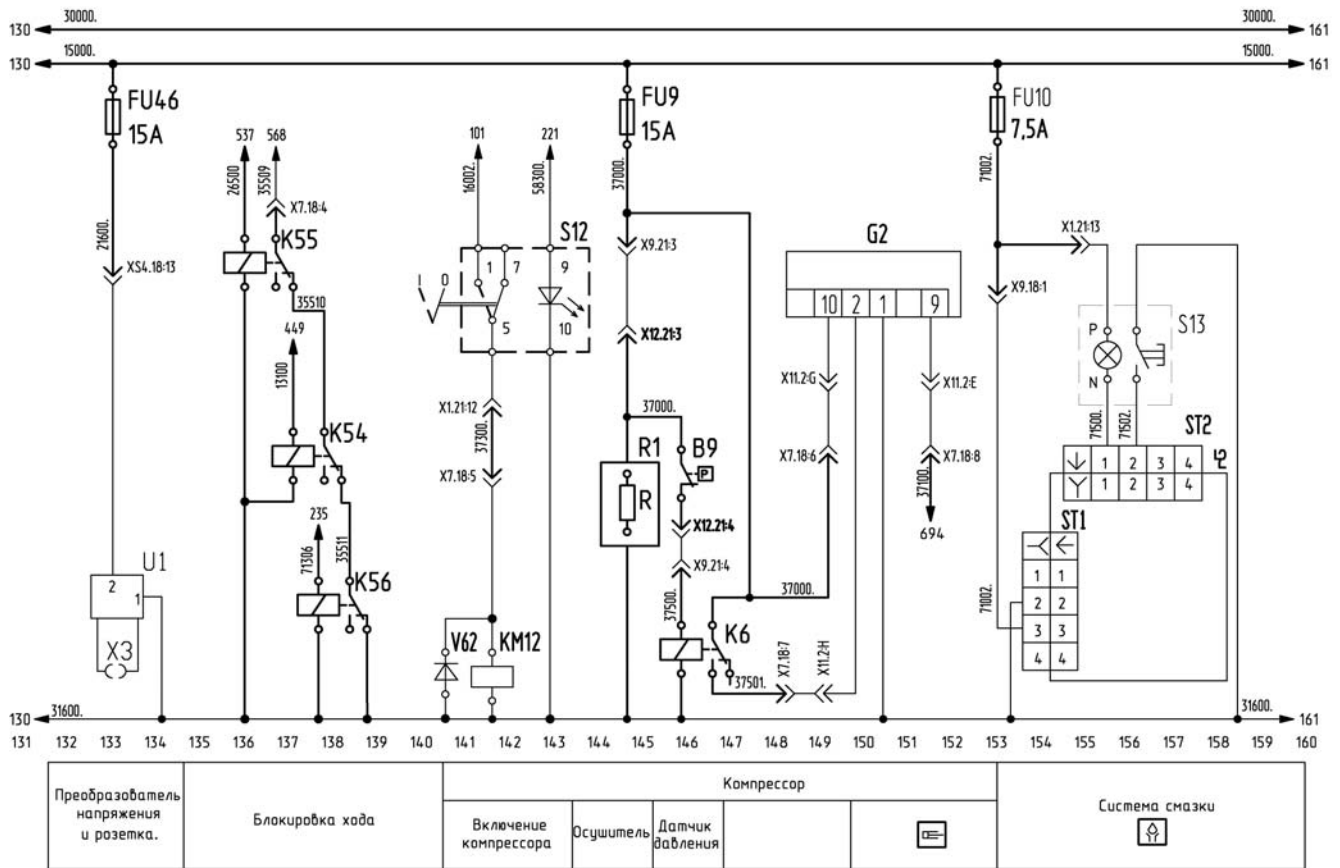 30000. 30000.
130 161
15000. 15000.
130 161
FU46
15A
FU9
15A
FU10
7,5A
537 568 101 221
26500 35509 16002. 58300. 37000. 71002.
X7.18:4
K55
35510
21600.
XS4.18:13
449
13100
K54
235
71306
35511
K56
U1
2 1
X3
S12
I 0
1 7 9
5 10
X1.21:12
37300.
X7.18:5
V62 KM12
X9.21:3
X12.21:3
37000.
R1
R
B9
P
X12.21:4
X9.21:4
37500.
K6
37501.
X7.18:7
X11.2:H
37000.
G2
10 2 1 9
X11.2:G X11.2:E
X7.18:6 X7.18:8
37100.
694
X1.21:13
X9.18:1
S13
P
N
71500. 71502.
ST2
1 2 3 4
1 2 3 4
ST1
1 1
2 2
3 3
4 4
71002.
130 31600. 31600. 161
131 132 133 134 135 136 137 138 139 140 141 142 143 144 145 146 147 148 149 150 151 152 153 154 155 156 157 158 159 160
Преобразователь
напряжения
и розетка.
Блокировка хода
Компрессор
Включение
компрессора
Осушитель
Датчик
давления
Система смазки